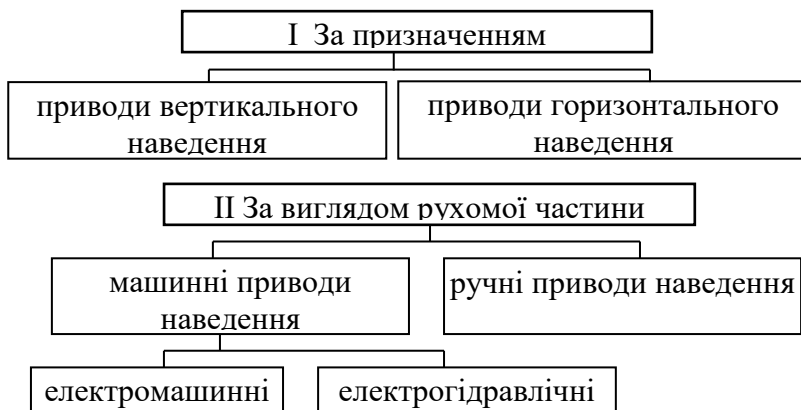 I За призначенням
приводи вертикального
наведення
приводи горизонтального
наведення
II За виглядом рухомої частини
машинні приводи
наведення
ручні приводи наведення
електромашинні
електрогідравлічні